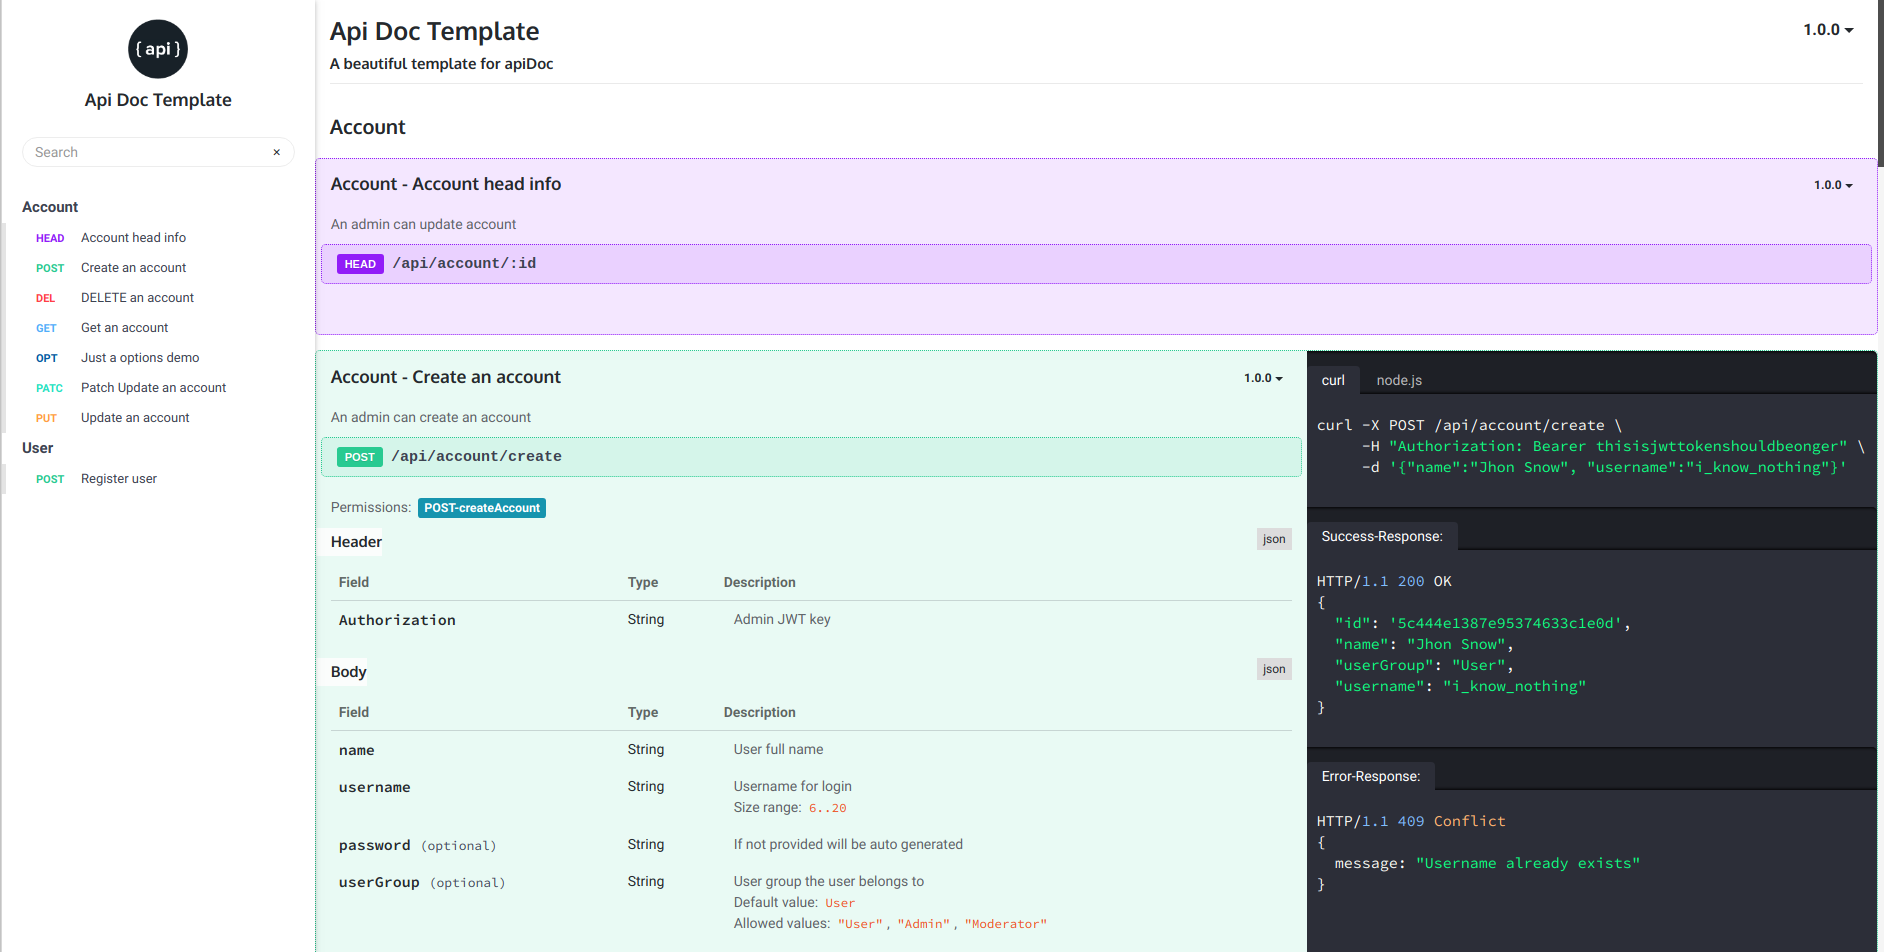 { api }
Api Doc Template
Search ×
Account
HEAD Account head info
POST Create an account
DEL DELETE an account
GET Get an account
OPT Just a options demo
PATC Patch Update an account
PUT Update an account
User
POST Register user
Api Doc Template 1.0.0
A beautiful template for apiDoc
Account
Account - Account head info 1.0.0
An admin can update account
HEAD /api/account/:id
Account - Create an account 1.0.0
An admin can create an account
POST /api/account/create
Permissions: POST-createAccount
Header json
Field Type Description
Authorization String Admin JWT key
Body json
Field Type Description
name String User full name
username String Username for login
Size range: 6..20
password (optional) String If not provided will be auto generated
userGroup (optional) String User group the user belongs to
Default value: User
Allowed values: "User", "Admin", "Moderator"
curl node.js
curl -X POST /api/account/create \
-H "Authorization: Bearer thisisjwttokenshouldbeonger" \
-d '{"name":"Jhon Snow", "username":"i_know_nothing"}'
Success-Response:
HTTP/1.1 200 OK
{
"id": '5c444e1387e95374633c1e0d',
"name": "Jhon Snow",
"userGroup": "User",
"username": "i_know_nothing"
}
Error-Response:
HTTP/1.1 409 Conflict
{
message: "Username already exists"
}